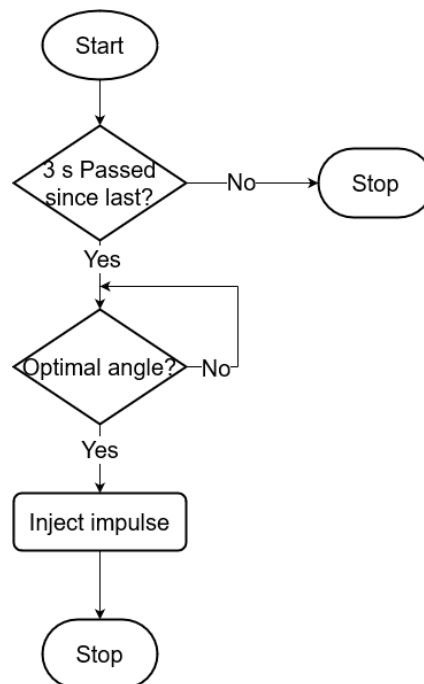 Start
3 s Passed
since last?
No
Stop
Yes
Optimal angle?
No
Yes
Inject impulse
Stop